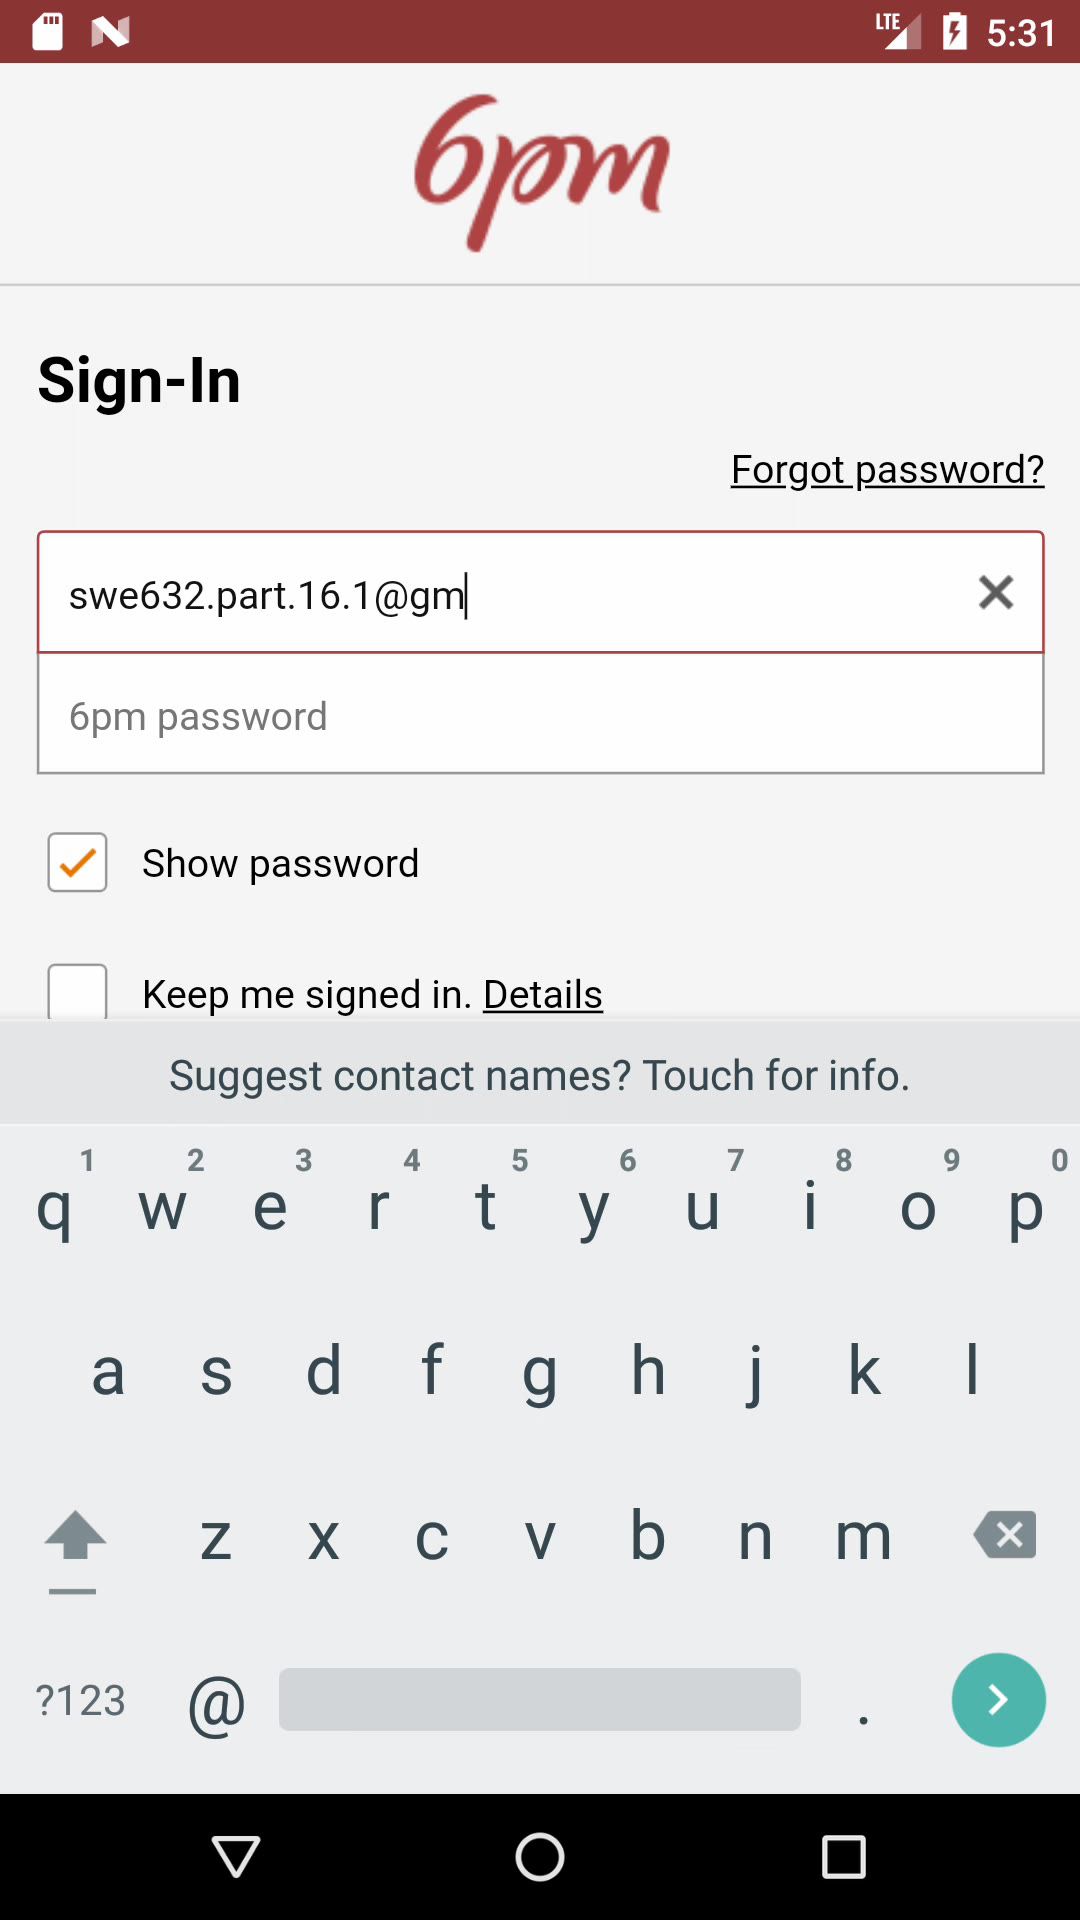 LTE 5:31
6pm
Sign-In
Forgot password?
swe632.part.16.1@gm
6pm password
Show password
Keep me signed in. Details
Suggest contact names? Touch for info.
1 2 3 4 5 6 7 8 9 0
q w e r t y u i o p
a s d f g h j k l
z x c v b n m
?123 @ .